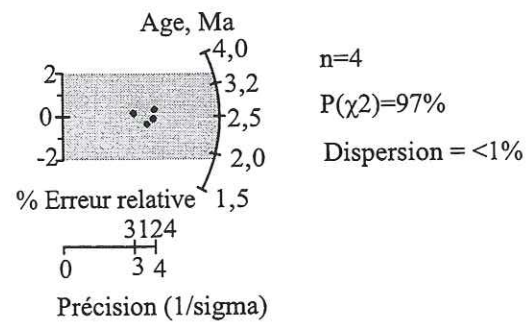 Age, Ma
4,0
3,2
2,5
2,0
1,5
2
0
-2
n=4
P(χ2)=97%
Dispersion = <1%
% Erreur relative
3124
0 3 4
Précision (1/sigma)